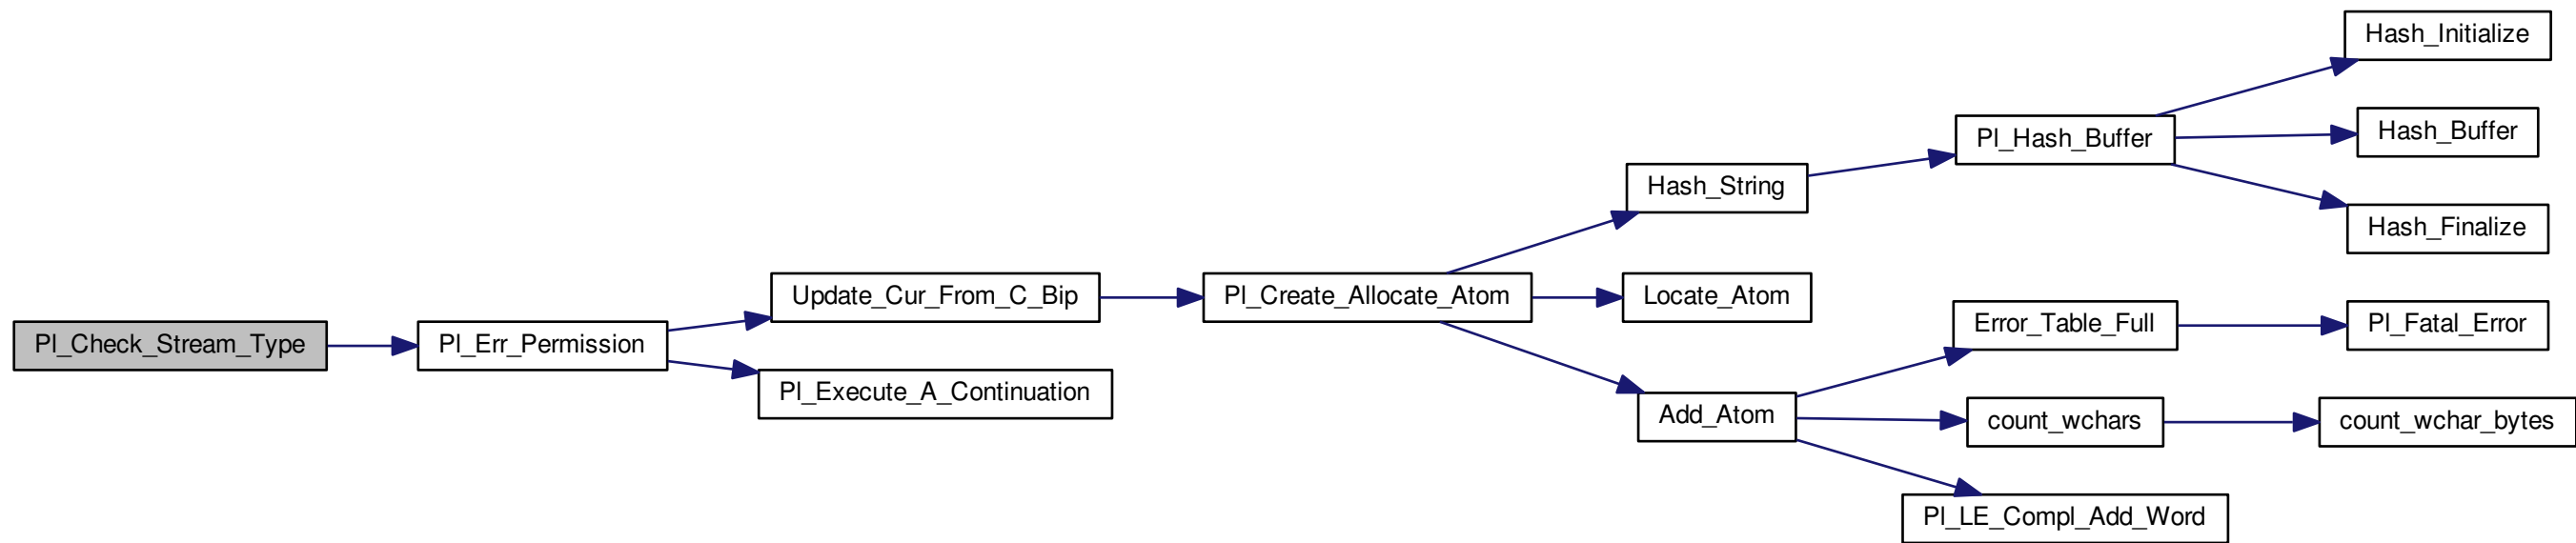 Pl_Check_Stream_Type
Pl_Err_Permission
Update_Cur_From_C_Bip
Pl_Execute_A_Continuation
Pl_Create_Allocate_Atom
Hash_String
Locate_Atom
Add_Atom
Pl_Hash_Buffer
Error_Table_Full
count_wchars
Pl_LE_Compl_Add_Word
Hash_Initialize
Hash_Buffer
Hash_Finalize
Pl_Fatal_Error
count_wchar_bytes